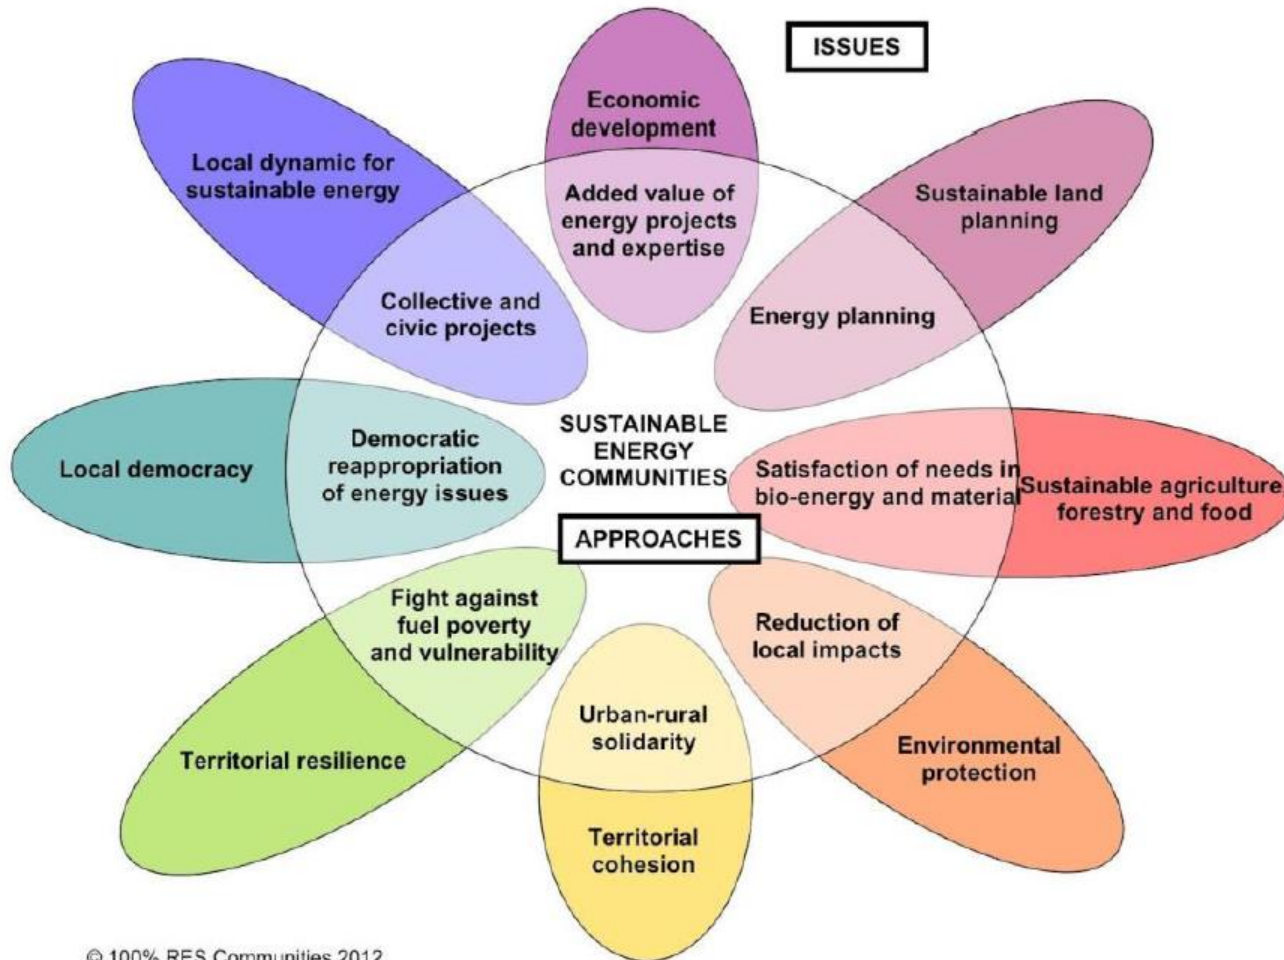 ISSUES
Economic
development
Local dynamic for
sustainable energy
Added value of
energy projects
and expertise
Sustainable land
planning
Collective and
civic projects
Energy planning
SUSTAINABLE
ENERGY
COMMUNITIES
Local democracy
Democratic
reappropriation
of energy issues
Satisfaction of needs in
bio-energy and material
Sustainable agriculture
forestry and food
APPROACHES
Fight against
fuel poverty
and vulnerability
Reduction of
local impacts
Urban-rural
solidarity
Territorial resilience
Environmental
protection
Territorial
cohesion
© 100% RES Communities 2012